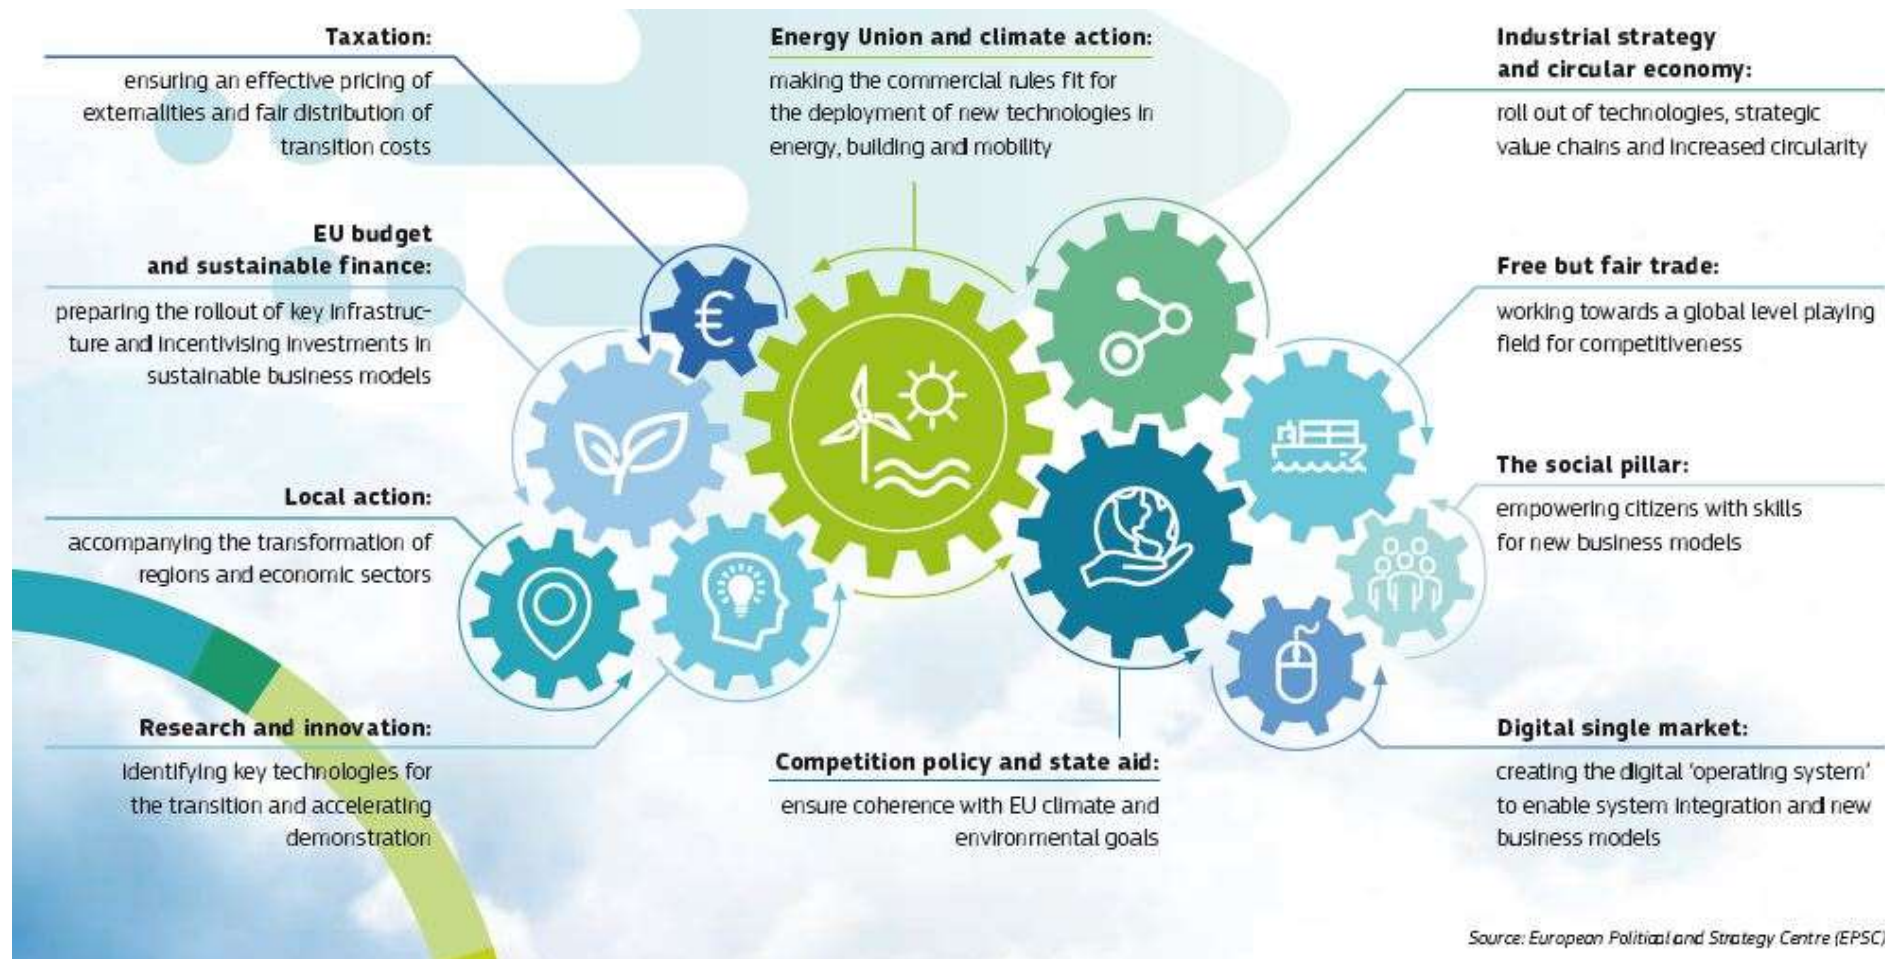 Taxation:
ensuring an effective pricing of
externalities and fair distribution of
transition costs
EU budget
and sustainable finance:
preparing the rollout of key infrastruc-
ture and incentivising investments in
sustainable business models
Local action:
accompanying the transformation of
regions and economic sectors
Research and innovation:
identifying key technologies for
the transition and accelerating
demonstration
Energy Union and climate action:
making the commercial rules fit for
the deployment of new technologies in
energy, building and mobility
€
Competition policy and state aid:
ensure coherence with EU climate and
environmental goals
Industrial strategy
and circular economy:
roll out of technologies, strategic
value chains and increased circularity
Free but fair trade:
working towards a global level playing
field for competitiveness
The social pillar:
empowering citizens with skills
for new business models
Digital single market:
creating the digital ‘operating system’
to enable system integration and new
business models
Source: European Political and Strategy Centre (EPSC)